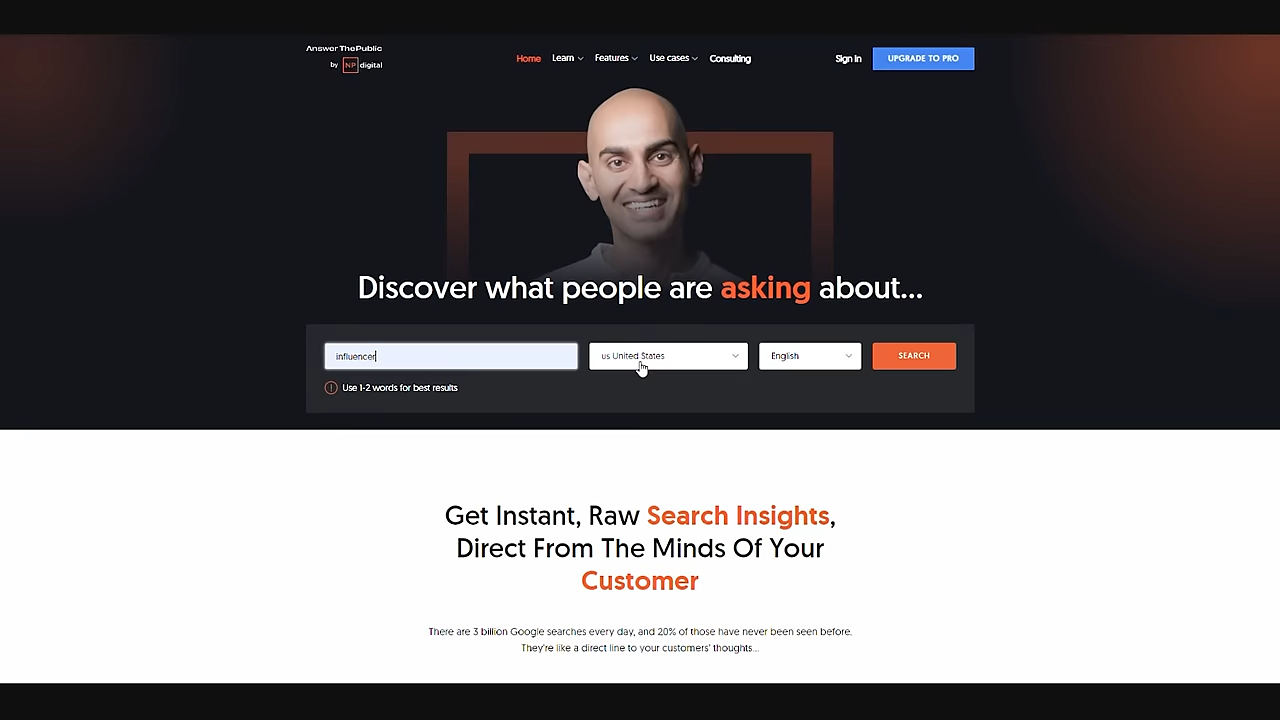 Answer ThePublic
by NP digital
Home Learn Features Use cases Consulting Sign In UPGRADE TO PRO
Discover what people are asking about...
influencer us United States English SEARCH
! Use 1-2 words for best results
Get Instant, Raw Search Insights,
Direct From The Minds Of Your
Customer
There are 3 billion Google searches every day, and 20% of those have never been seen before.
They're like a direct line to your customers' thoughts...